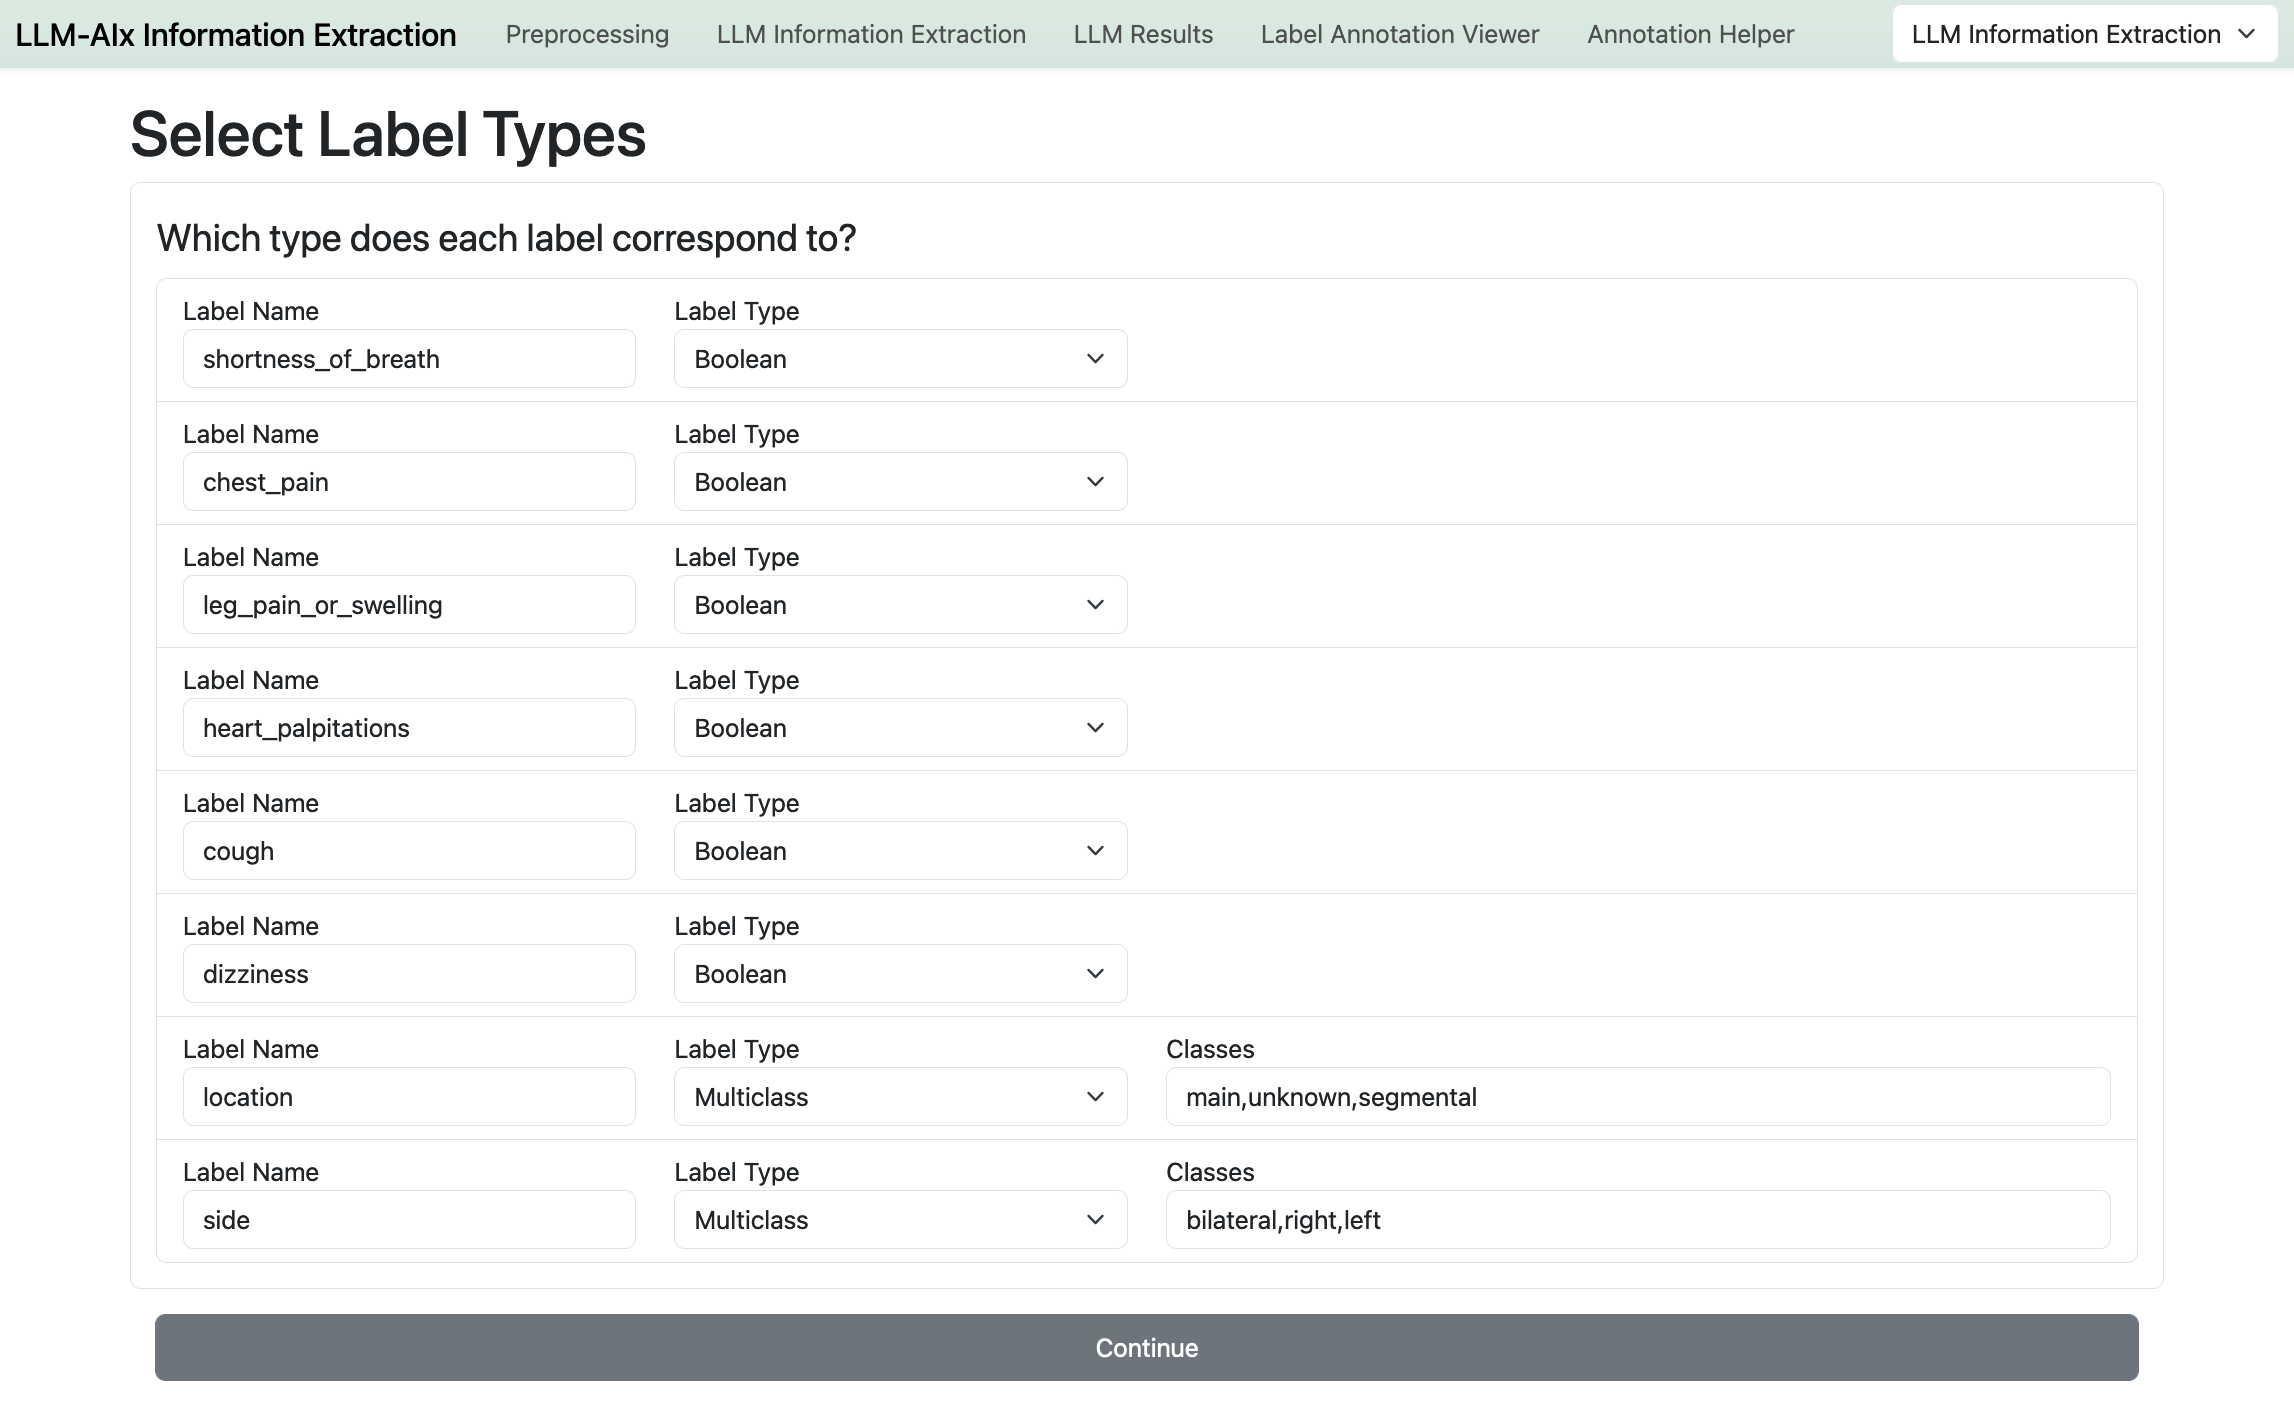 LLM-AIx Information Extraction Preprocessing LLM Information Extraction LLM Results Label Annotation Viewer Annotation Helper LLM Information Extraction
Select Label Types
Which type does each label correspond to?
Label Name Label Type
shortness_of_breath Boolean
Label Name Label Type
chest_pain Boolean
Label Name Label Type
leg_pain_or_swelling Boolean
Label Name Label Type
heart_palpitations Boolean
Label Name Label Type
cough Boolean
Label Name Label Type
dizziness Boolean
Label Name Label Type Classes
location Multiclass main,unknown,segmental
Label Name Label Type Classes
side Multiclass bilateral,right,left
Continue